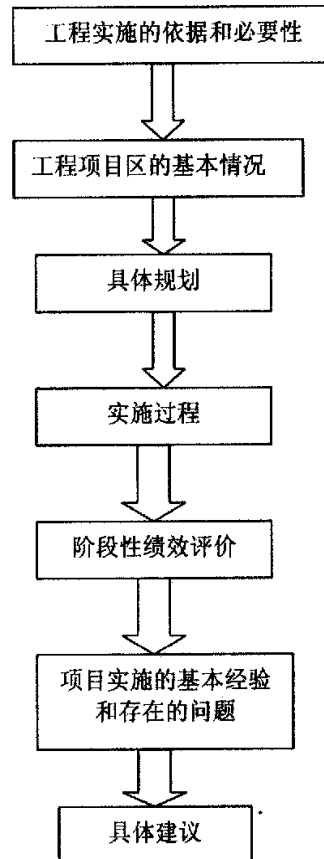 工程实施的依据和必要性
工程项目区的基本情况
具体规划
实施过程
阶段性绩效评价
项目实施的基本经验
和存在的问题
具体建议